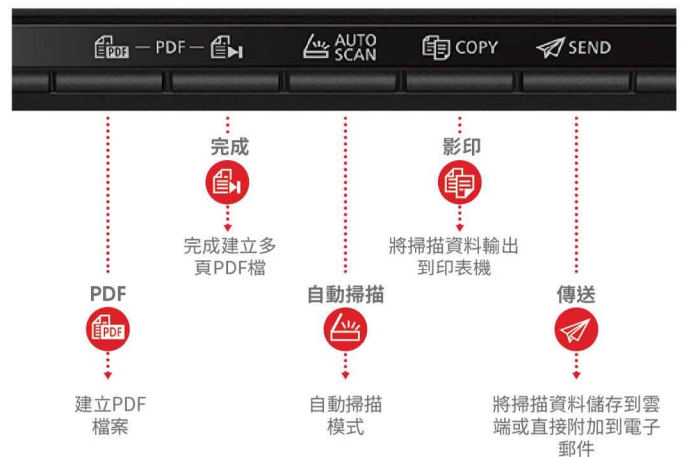 PDF — PDF — AUTO SCAN COPY SEND
完成
影印
完成建立多
頁PDF檔
將掃描資料輸出
到印表機
PDF
自動掃描
傳送
PDF
建立PDF
檔案
自動掃描
模式
將掃描資料儲存到雲
端或直接附加到電子
郵件